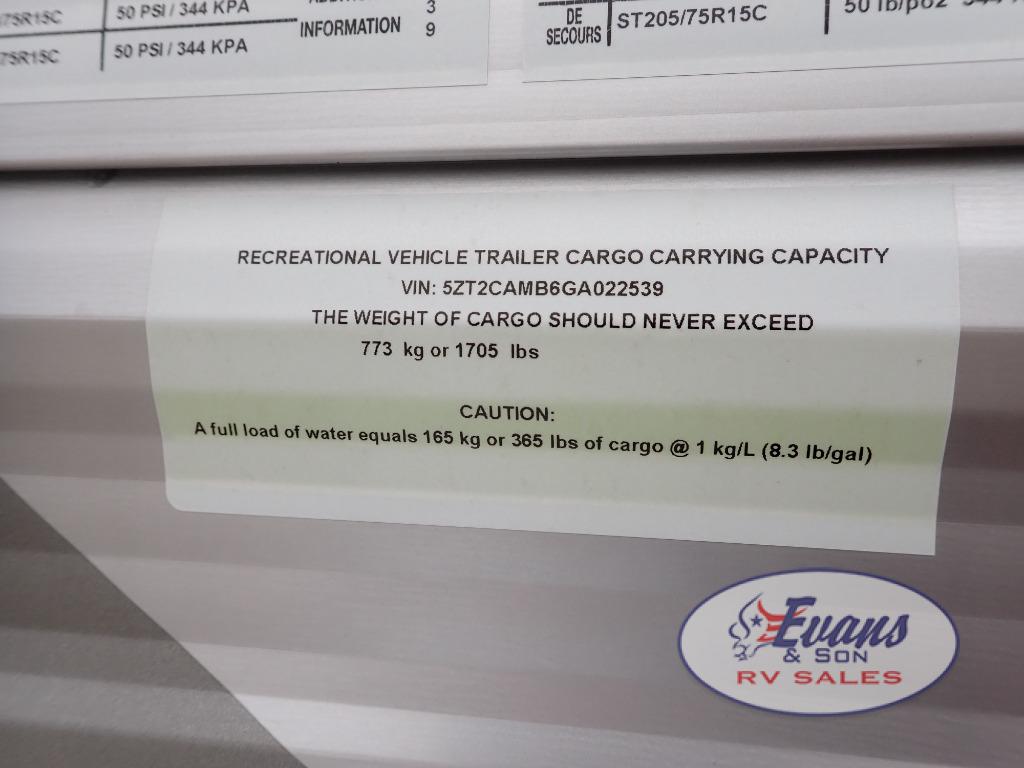 75R15C 50 PSI / 344 KPA
75R15C 50 PSI / 344 KPA
INFORMATION
3
9
DE
SECOURS
ST205/75R15C
50 lb/po2
RECREATIONAL VEHICLE TRAILER CARGO CARRYING CAPACITY
VIN: 5ZT2CAMB6GA022539
THE WEIGHT OF CARGO SHOULD NEVER EXCEED
773 kg or 1705 lbs
CAUTION:
A full load of water equals 165 kg or 365 lbs of cargo @ 1 kg/L (8.3 lb/gal)
Evans
& SON
RV SALES